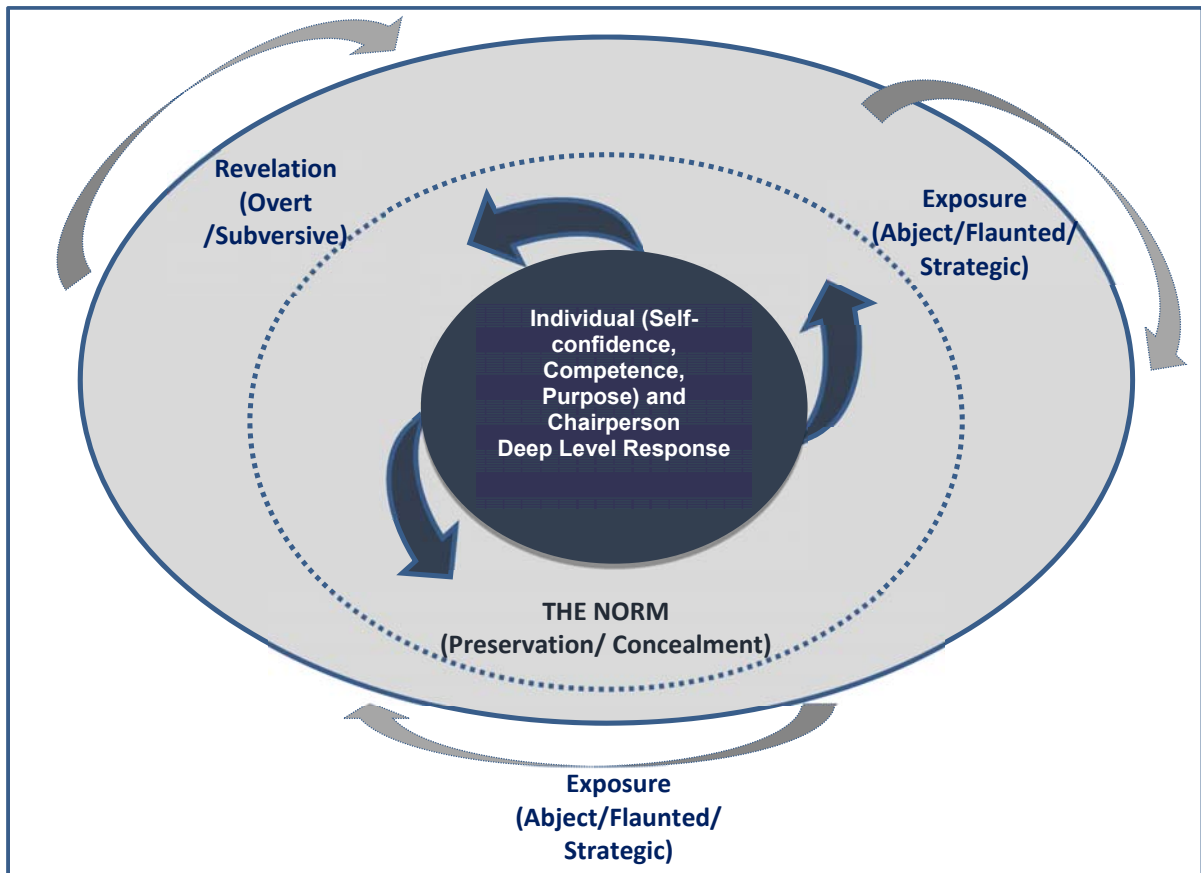 Revelation
(Overt
/Subversive)
Exposure
(Abject/Flaunted/
Strategic)
Individual (Self-
confidence,
Competence,
Purpose) and
Chairperson
Deep Level Response
THE NORM
(Preservation/ Concealment)
Exposure
(Abject/Flaunted/
Strategic)